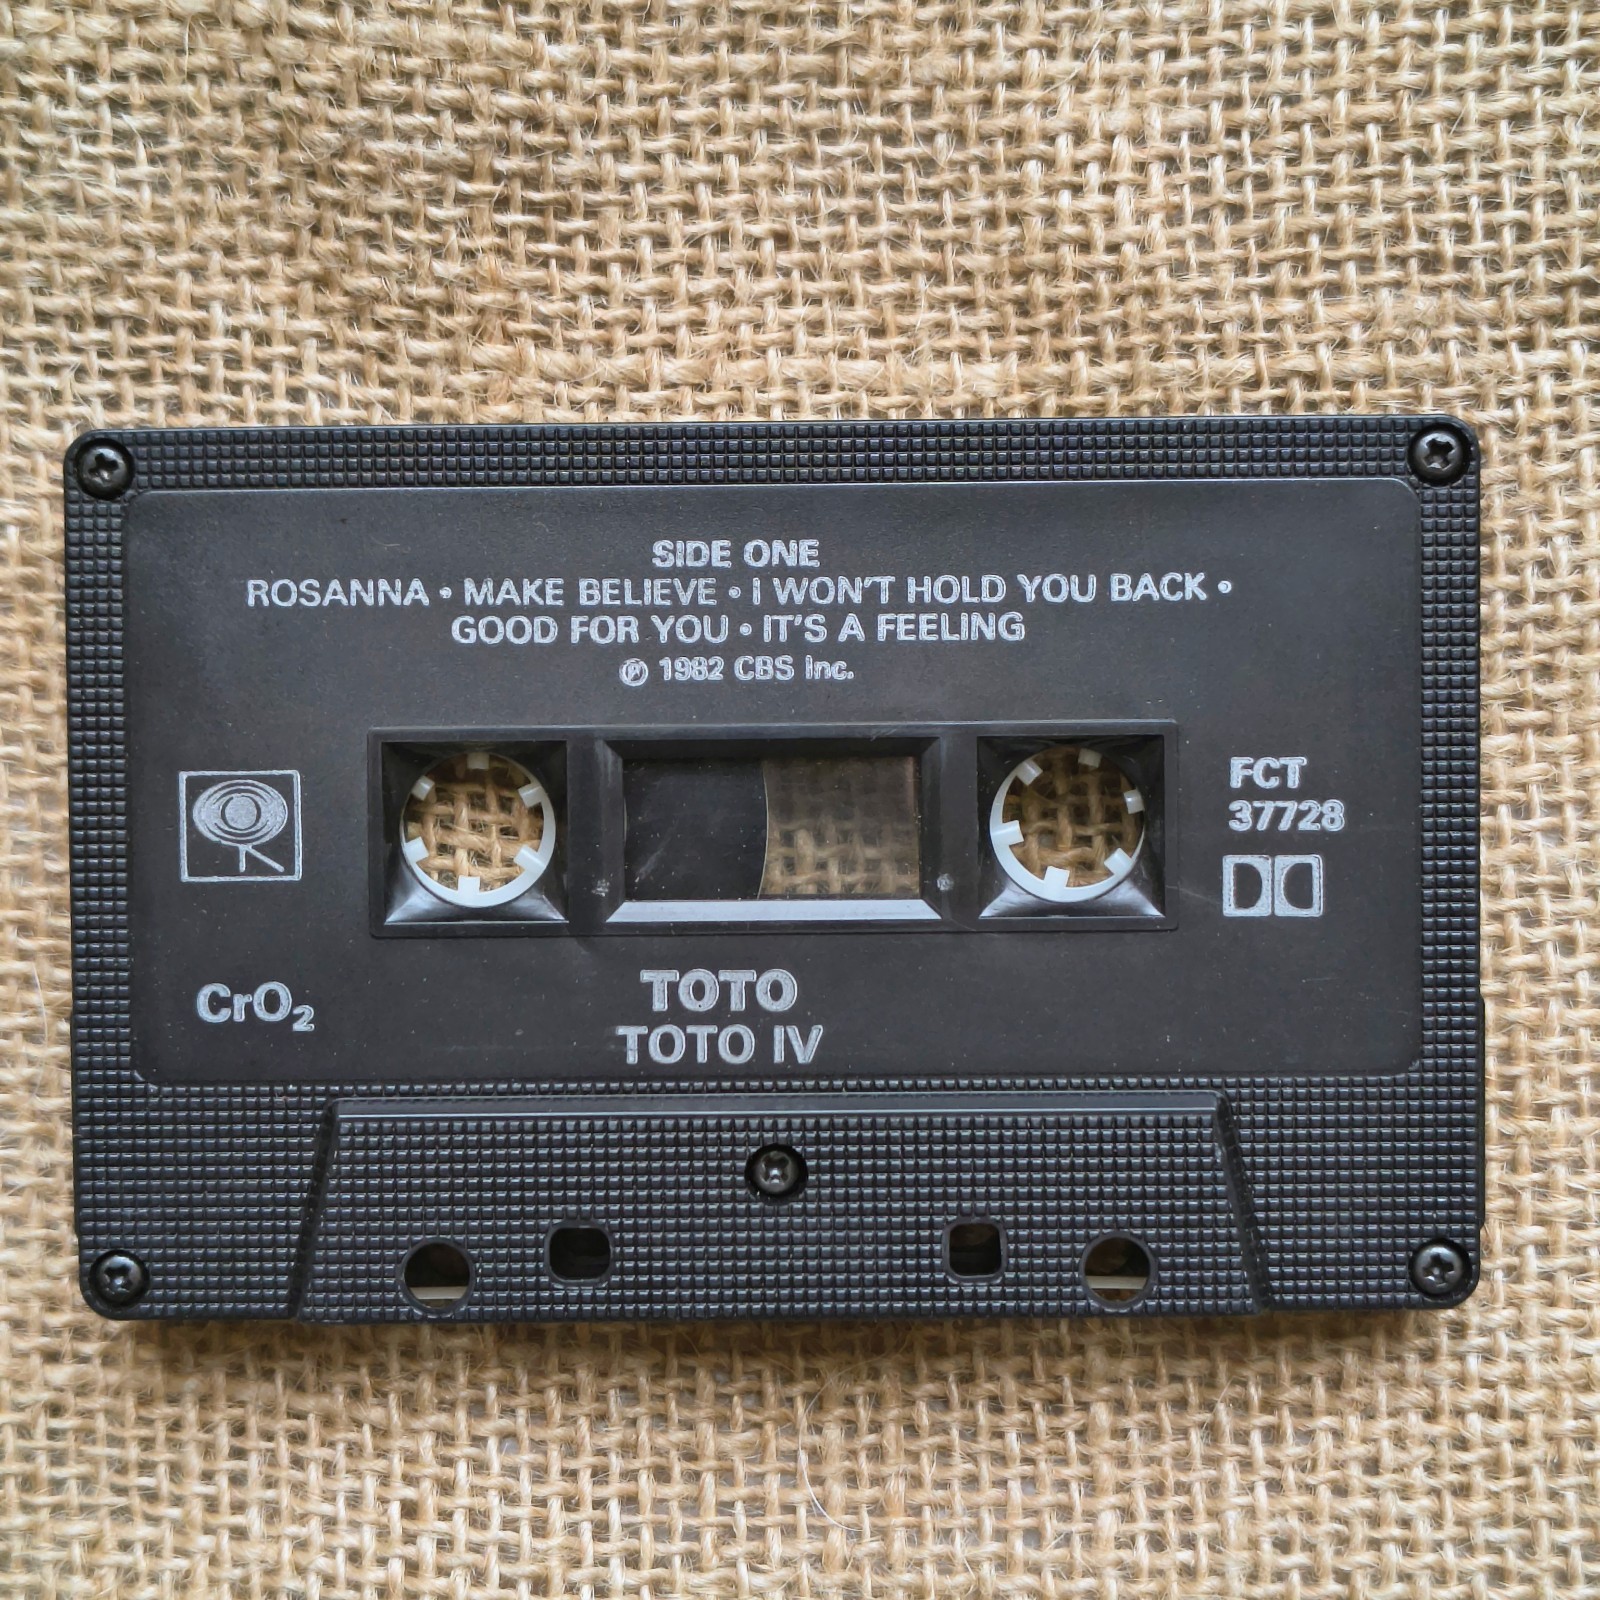 SIDE ONE
ROSANNA • MAKE BELIEVE • I WON'T HOLD YOU BACK •
GOOD FOR YOU • IT'S A FEELING
℗ 1982 CBS Inc.
FCT
37728
CrO₂
TOTO
TOTO IV